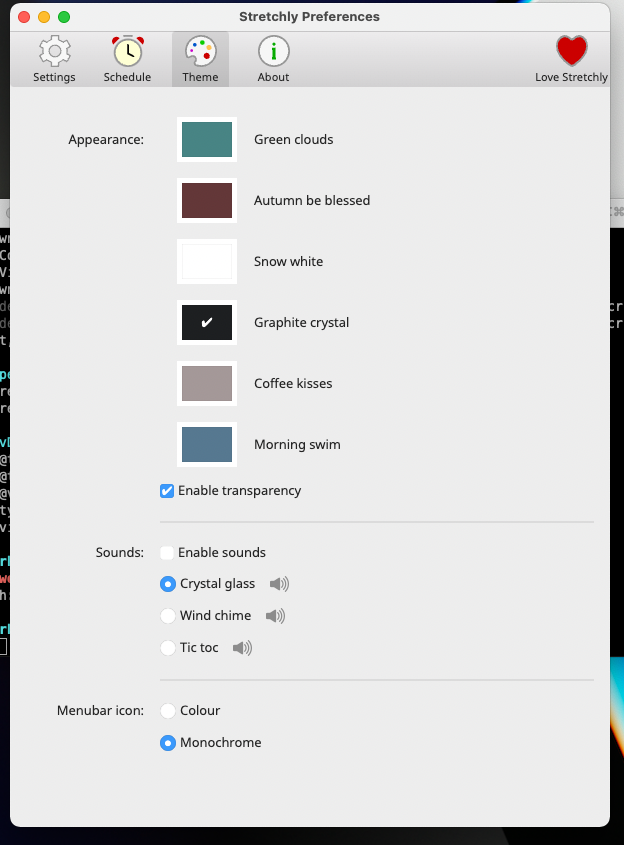 Stretchly Preferences
Settings
Schedule
Theme
About
Love Stretchly
Appearance:
Green clouds
Autumn be blessed
Snow white
Graphite crystal
Coffee kisses
Morning swim
Enable transparency
Sounds:
Enable sounds
Crystal glass
Wind chime
Tic toc
Menubar icon:
Colour
Monochrome